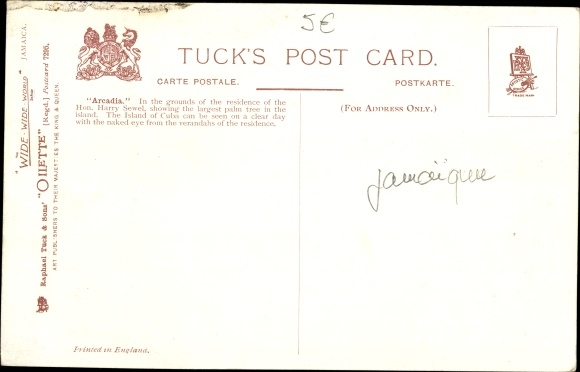 5€
TUCK'S POST CARD.
CARTE POSTALE.
POSTKARTE.
"Arcadia." In the grounds of the residence of the
Hon. Harry Sewel, showing the largest palm tree in the
island. The Island of Cuba can be seen on a clear day
with the naked eye from the verandahs of the residence.
(FOR ADDRESS ONLY.)
TRADE MARK
Jamaïque
"THE WIDE-WIDE-WORLD" JAMAICA.
Raphael Tuck & Sons' "OILETTE" [Regd.] Postcard 7296.
ART PUBLISHERS TO THEIR MAJESTIES THE KING & QUEEN.
Printed in England.